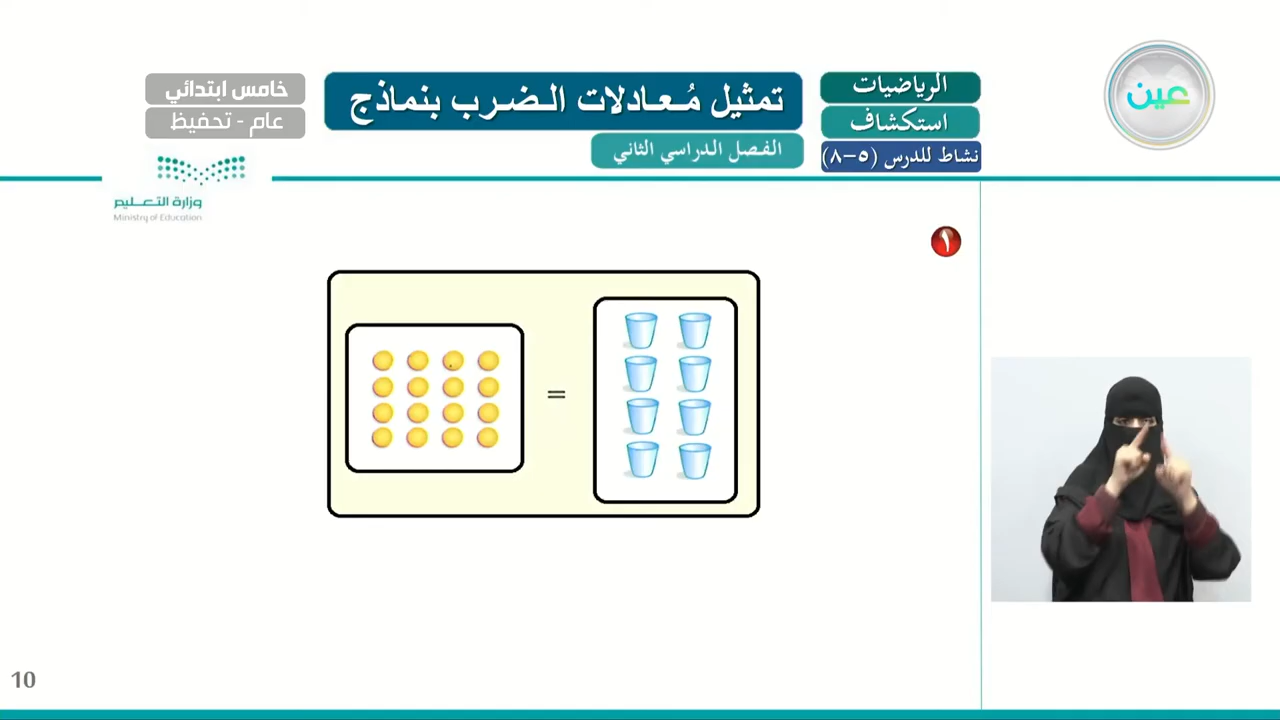 عين
الرياضيات
استكشاف
نشاط للدرس (٥-٨)
تمثيل مُعادلات الضرب بنماذج
الفصل الدراسي الثاني
خامس ابتدائي
عام - تحفيظ
وزارة التعليم
Ministry of Education
١
=
10